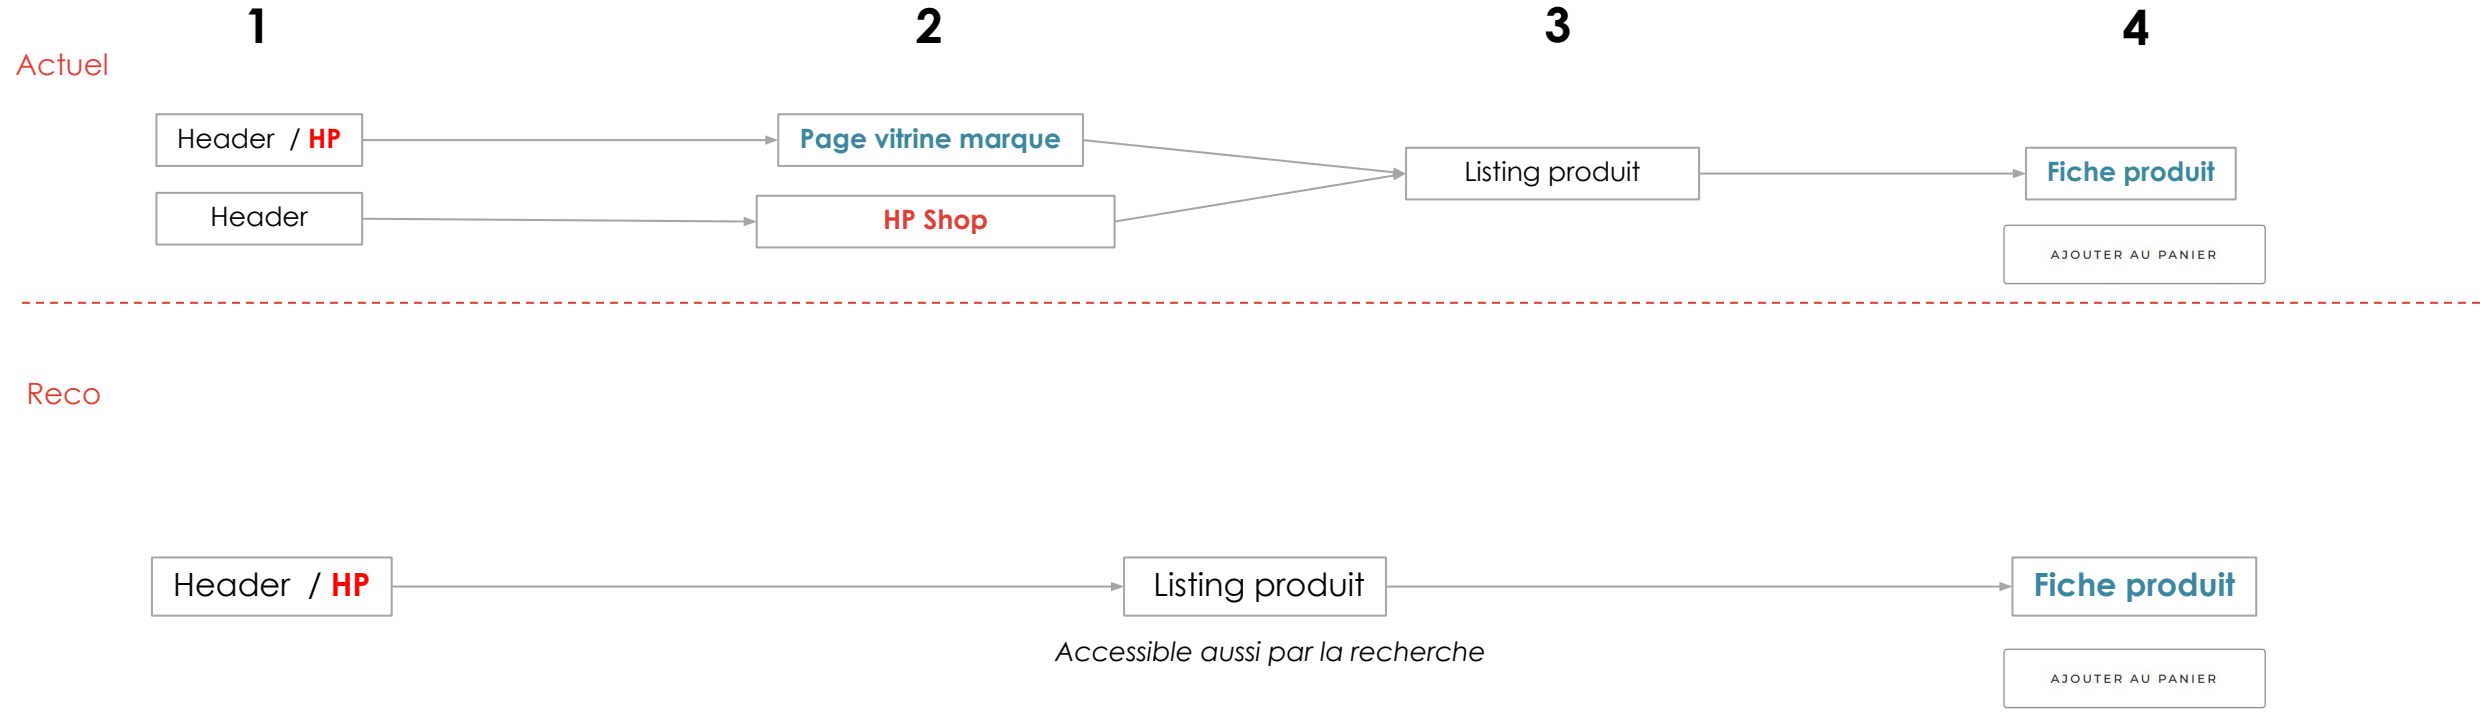 1 2 3 4
Actuel
Header / HP
Page vitrine marque
Listing produit
Fiche produit
Header
HP Shop
AJOUTER AU PANIER
Reco
Header / HP
Listing produit
Fiche produit
Accessible aussi par la recherche
AJOUTER AU PANIER